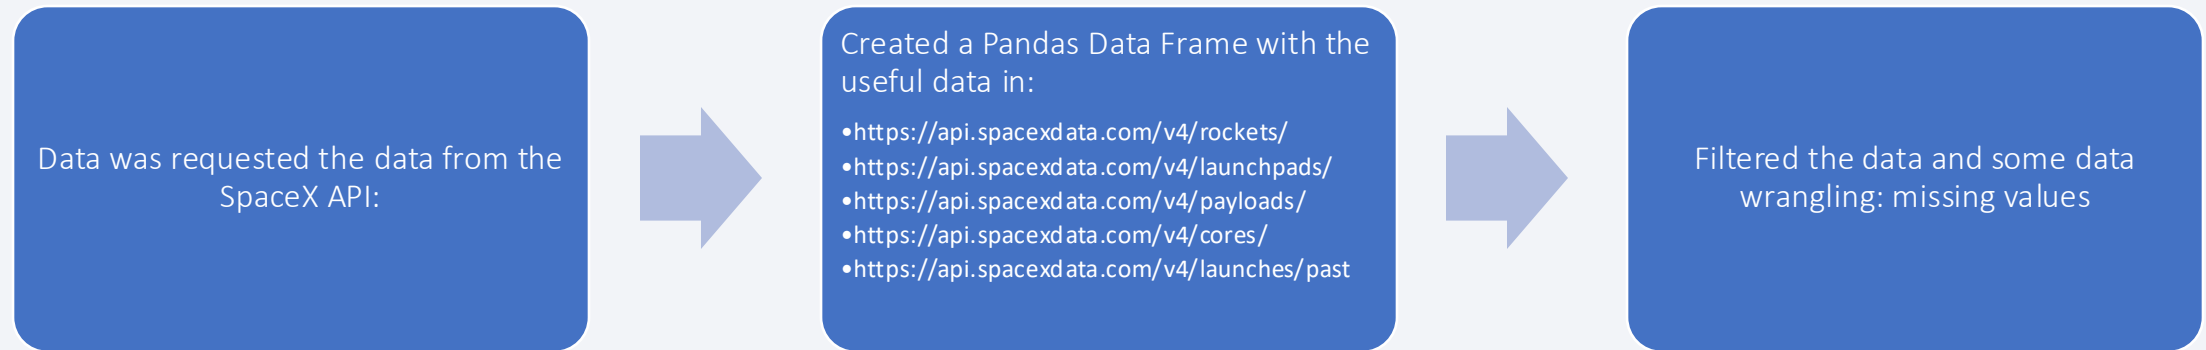 Data was requested the data from the
SpaceX API:
Created a Pandas Data Frame with the
useful data in:
•https://api.spacexdata.com/v4/rockets/
•https://api.spacexdata.com/v4/launchpads/
•https://api.spacexdata.com/v4/payloads/
•https://api.spacexdata.com/v4/cores/
•https://api.spacexdata.com/v4/launches/past
Filtered the data and some data
wrangling: missing values